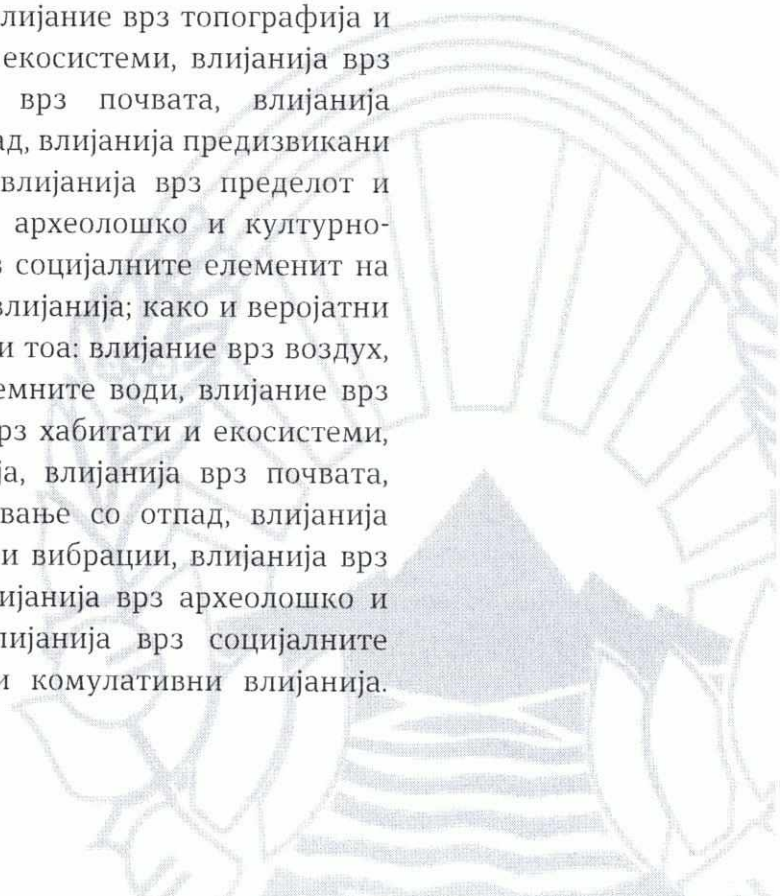 лијание врз топографија и
екосистеми, влијанија врз
врз почвата, влијанија
ад, влијанија предизвикани
влијанија врз пределот и
археолошко и културно-
социјалните елеменит на
влијанија; како и веројатни
и тоа: влијание врз воздух,
емните води, влијание врз
рз хабитати и екосистеми,
ја, влијанија врз почвата,
вање со отпад, влијанија
и вибрации, влијанија врз
ијанија врз археолошко и
лијанија врз социјалните
и комулативни влијанија.